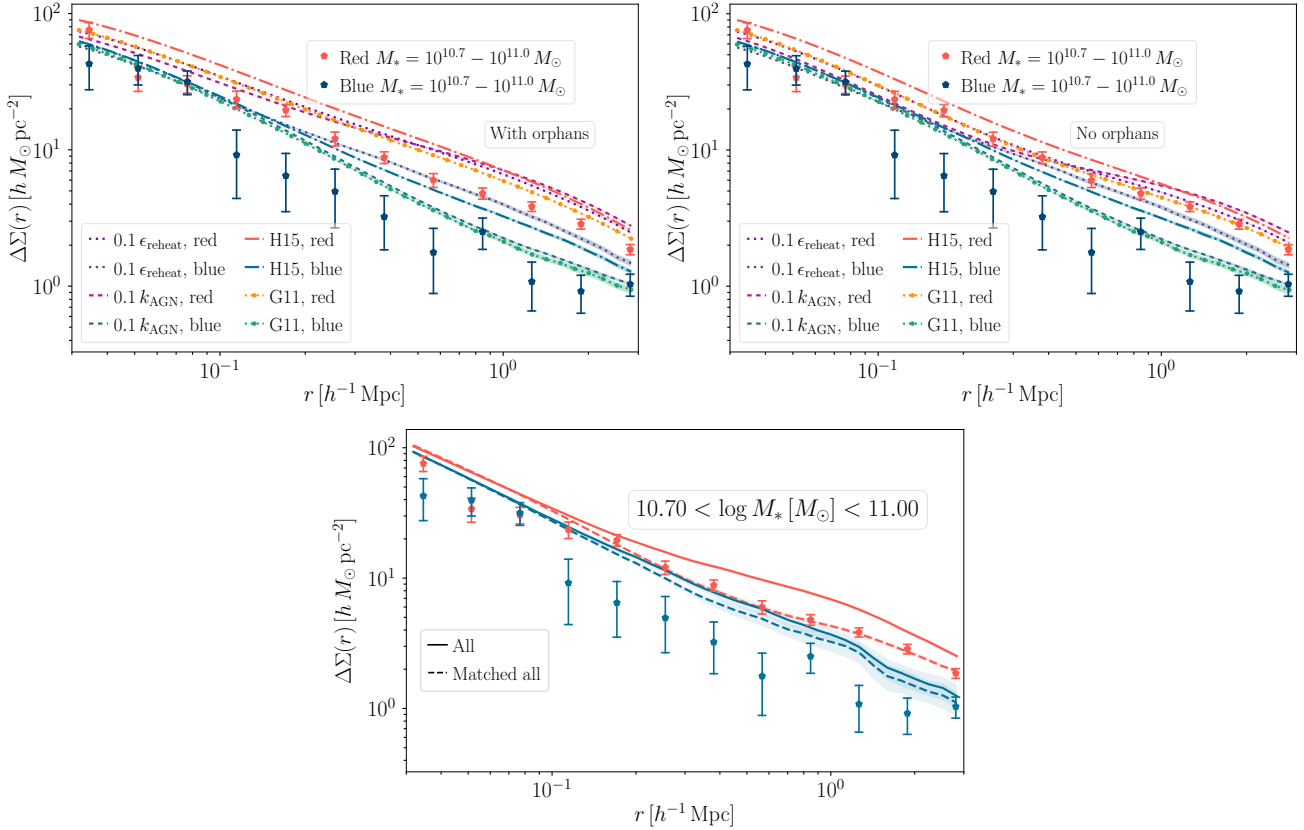 10²
10¹
10⁰
ΔΣ(r) [h M⊙ pc⁻²]
Red M* = 10^10.7 − 10^11.0 M⊙
Blue M* = 10^10.7 − 10^11.0 M⊙
With orphans
0.1 ϵreheat, red
0.1 ϵreheat, blue
0.1 kAGN, red
0.1 kAGN, blue
H15, red
H15, blue
G11, red
G11, blue
10⁻¹
10⁰
r [h⁻¹ Mpc]
10²
10¹
10⁰
ΔΣ(r) [h M⊙ pc⁻²]
Red M* = 10^10.7 − 10^11.0 M⊙
Blue M* = 10^10.7 − 10^11.0 M⊙
No orphans
0.1 ϵreheat, red
0.1 ϵreheat, blue
0.1 kAGN, red
0.1 kAGN, blue
H15, red
H15, blue
G11, red
G11, blue
10⁻¹
10⁰
r [h⁻¹ Mpc]
10²
10¹
10⁰
ΔΣ(r) [h M⊙ pc⁻²]
10.70 < log M* [M⊙] < 11.00
All
Matched all
10⁻¹
10⁰
r [h⁻¹ Mpc]